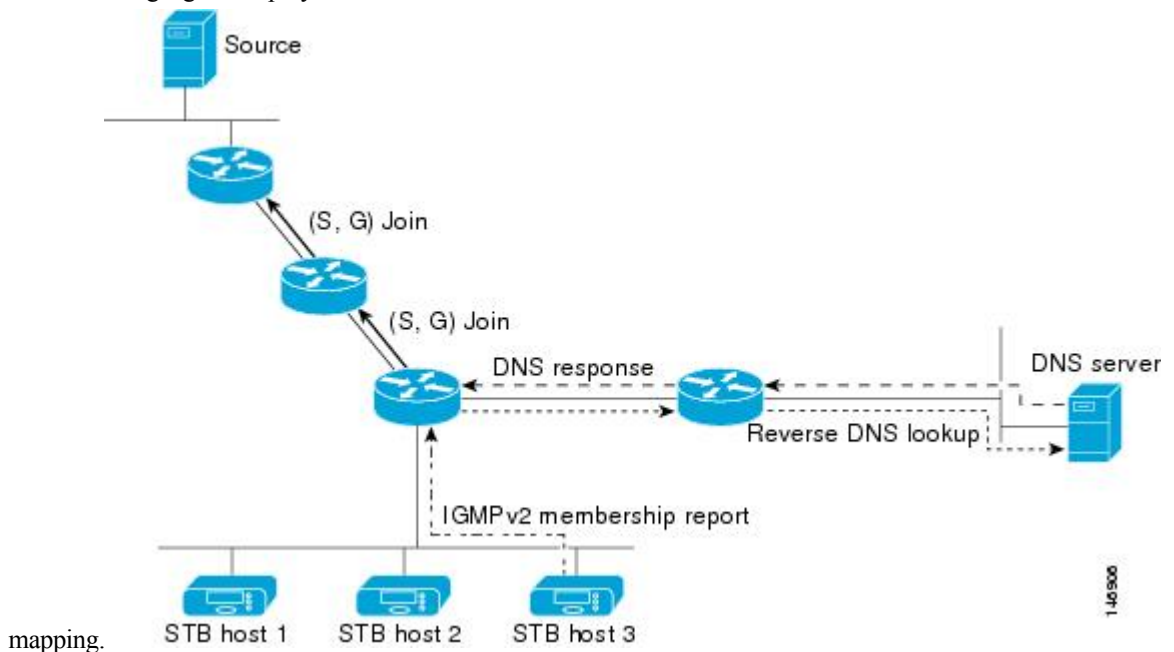 Source
(S, G) Join
(S, G) Join
DNS response
DNS server
Reverse DNS lookup
IGMPv2 membership report
146906
mapping.
STB host 1
STB host 2
STB host 3